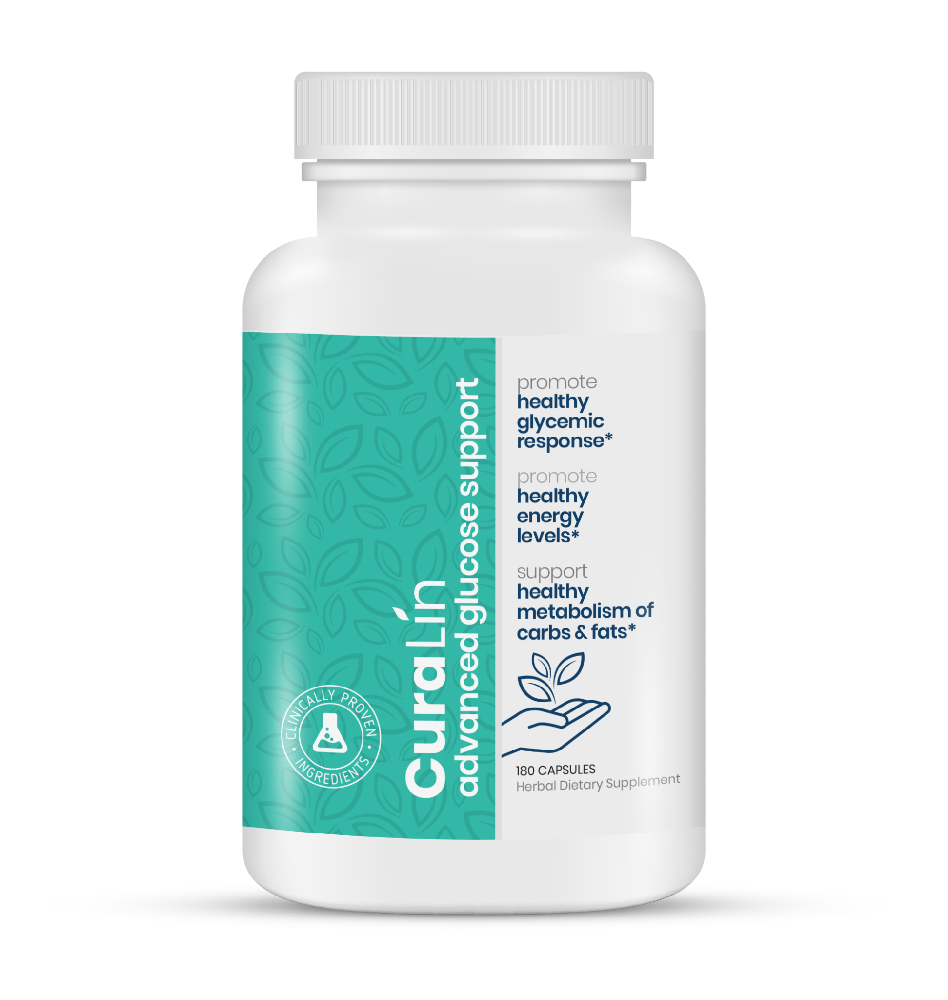 CuraLin
advanced glucose support
CLINICALLY PROVEN
INGREDIENTS
promote
healthy
glycemic
response*
promote
healthy
energy
levels*
support
healthy
metabolism of
carbs & fats*
180 CAPSULES
Herbal Dietary Supplement